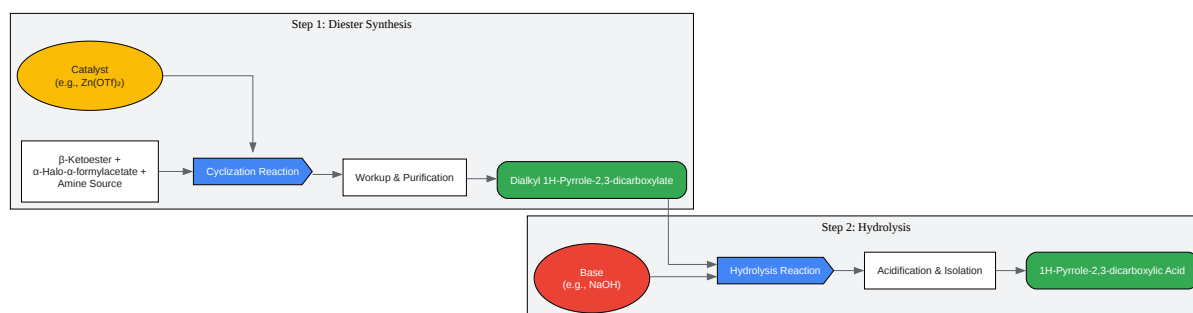 Step 1: Diester Synthesis
Catalyst
(e.g., Zn(OTf)₂)
β-Ketoester +
α-Halo-α-formylacetate +
Amine Source
Cyclization Reaction
Workup & Purification
Dialkyl 1H-Pyrrole-2,3-dicarboxylate
Step 2: Hydrolysis
Base
(e.g., NaOH)
Hydrolysis Reaction
Acidification & Isolation
1H-Pyrrole-2,3-dicarboxylic Acid